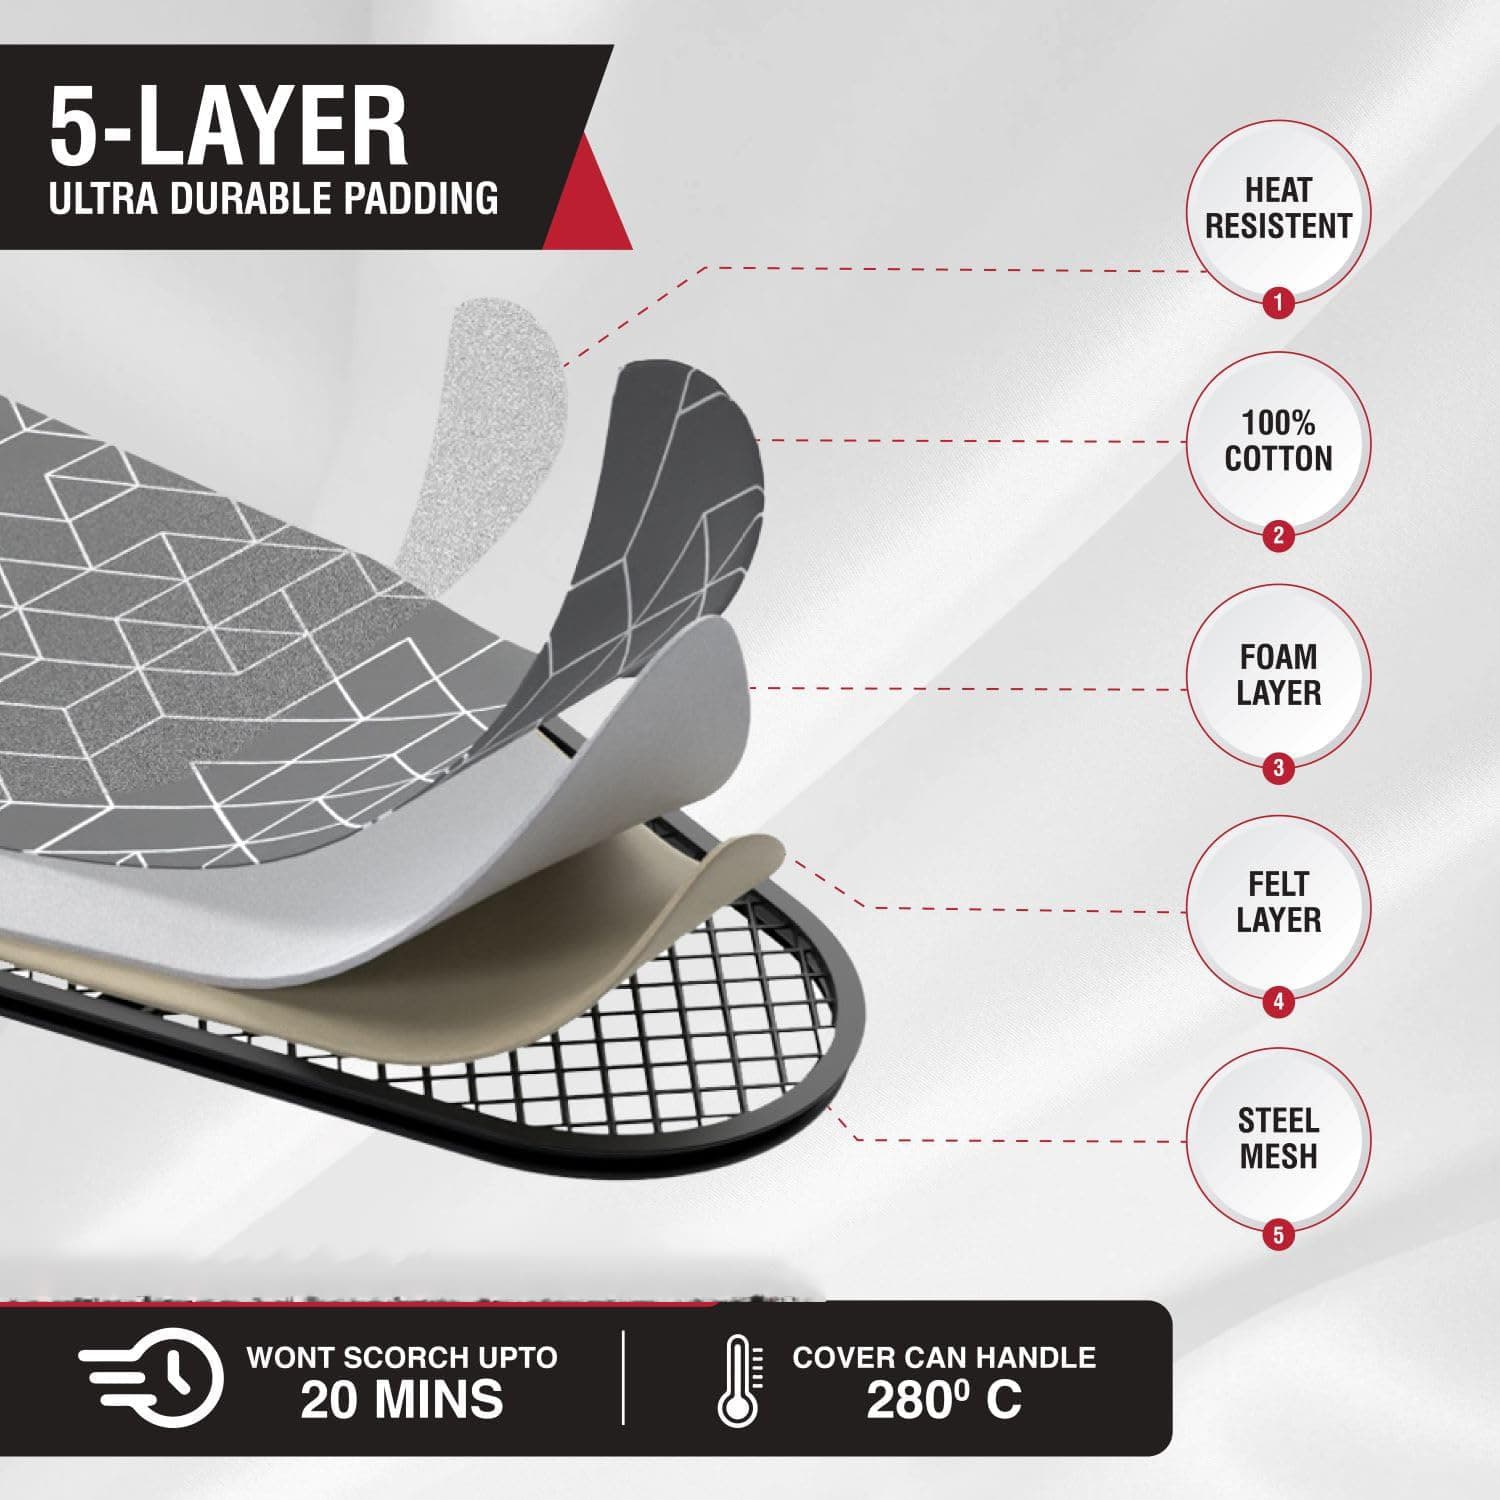 5-LAYER
ULTRA DURABLE PADDING
HEAT
RESISTENT
1
100%
COTTON
2
FOAM
LAYER
3
FELT
LAYER
4
STEEL
MESH
5
WONT SCORCH UPTO
20 MINS
COVER CAN HANDLE
280⁰ C